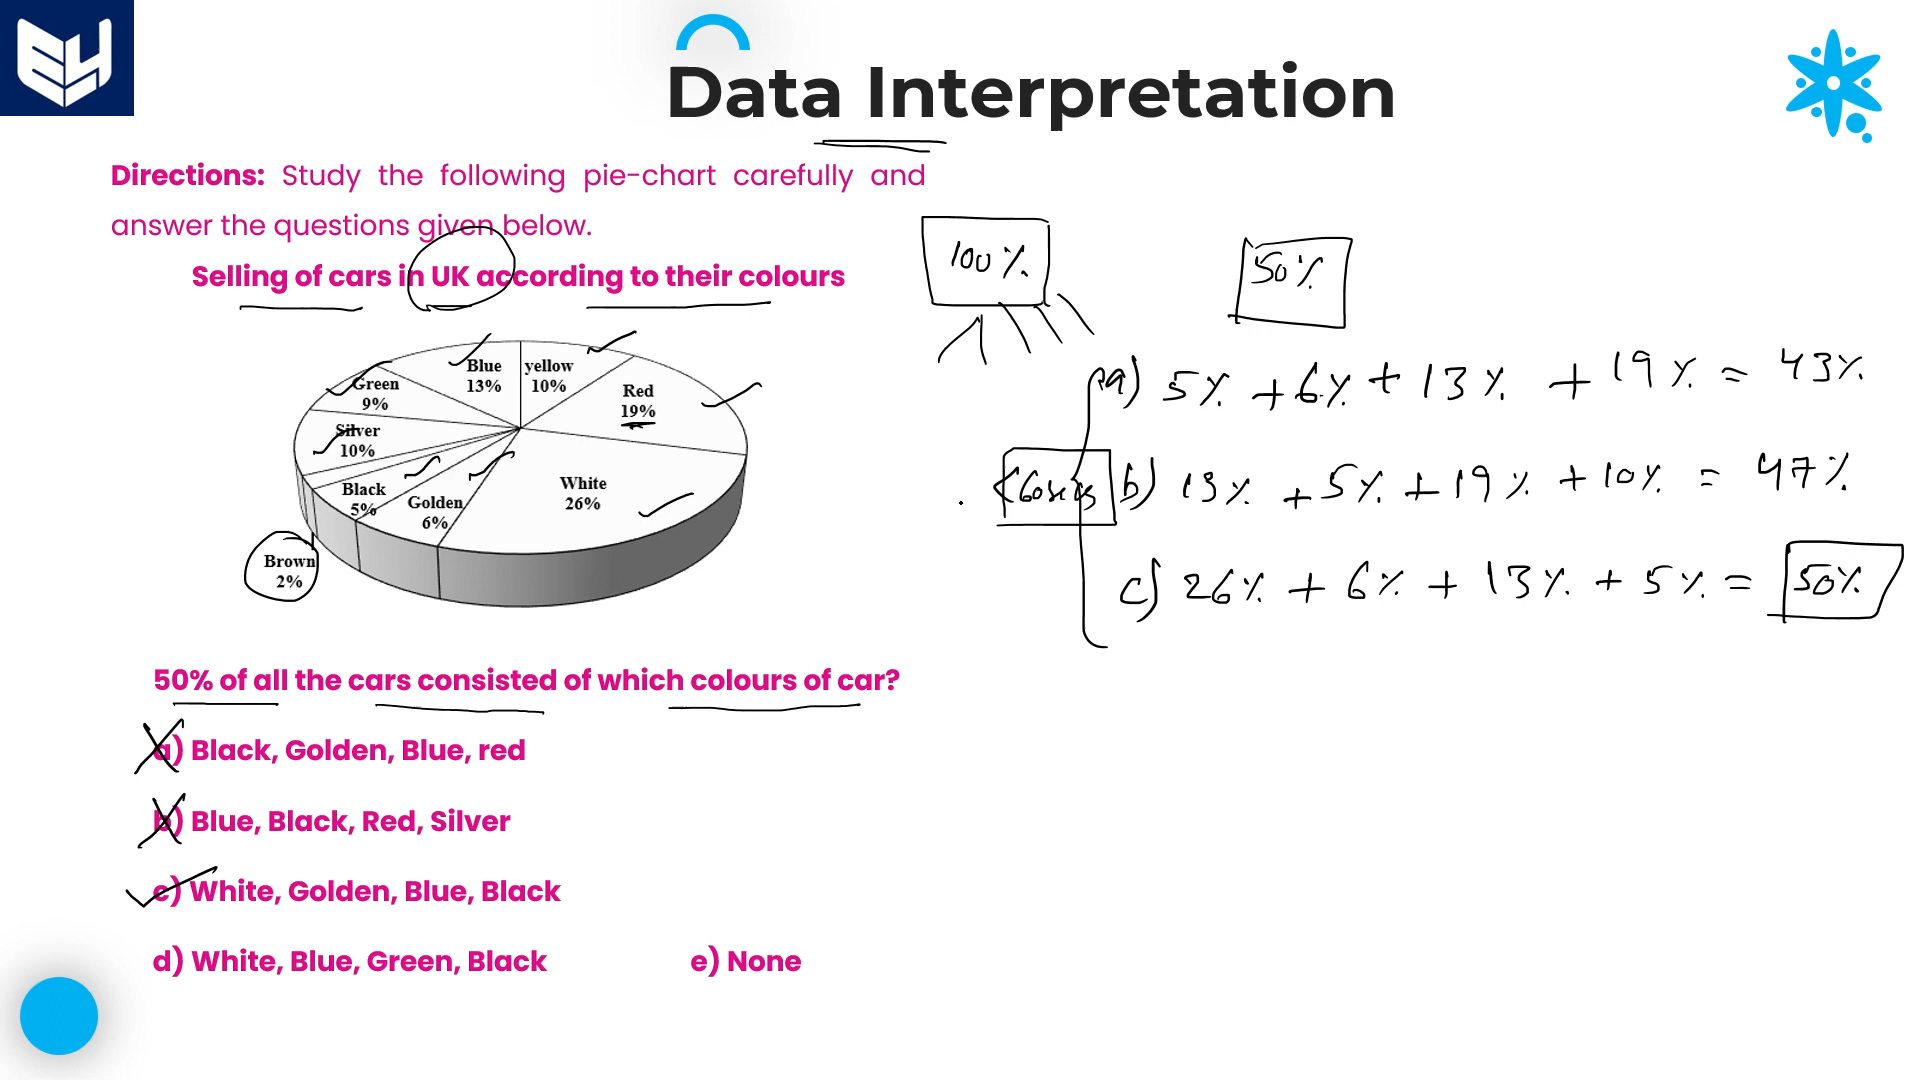 EY
Data Interpretation
Directions: Study the following pie-chart carefully and
answer the questions given below.
Selling of cars in UK according to their colours
Blue
13%
yellow
10%
Red
19%
Green
9%
Silver
10%
White
26%
Black
5%
Golden
6%
Brown
2%
100%
50%
a) 5% + 6% + 13% + 19% = 43%
b) 13% + 5% + 19% + 10% = 47%
c) 26% + 6% + 13% + 5% = 50%
50% of all the cars consisted of which colours of car?
a) Black, Golden, Blue, red
b) Blue, Black, Red, Silver
c) White, Golden, Blue, Black
d) White, Blue, Green, Black
e) None